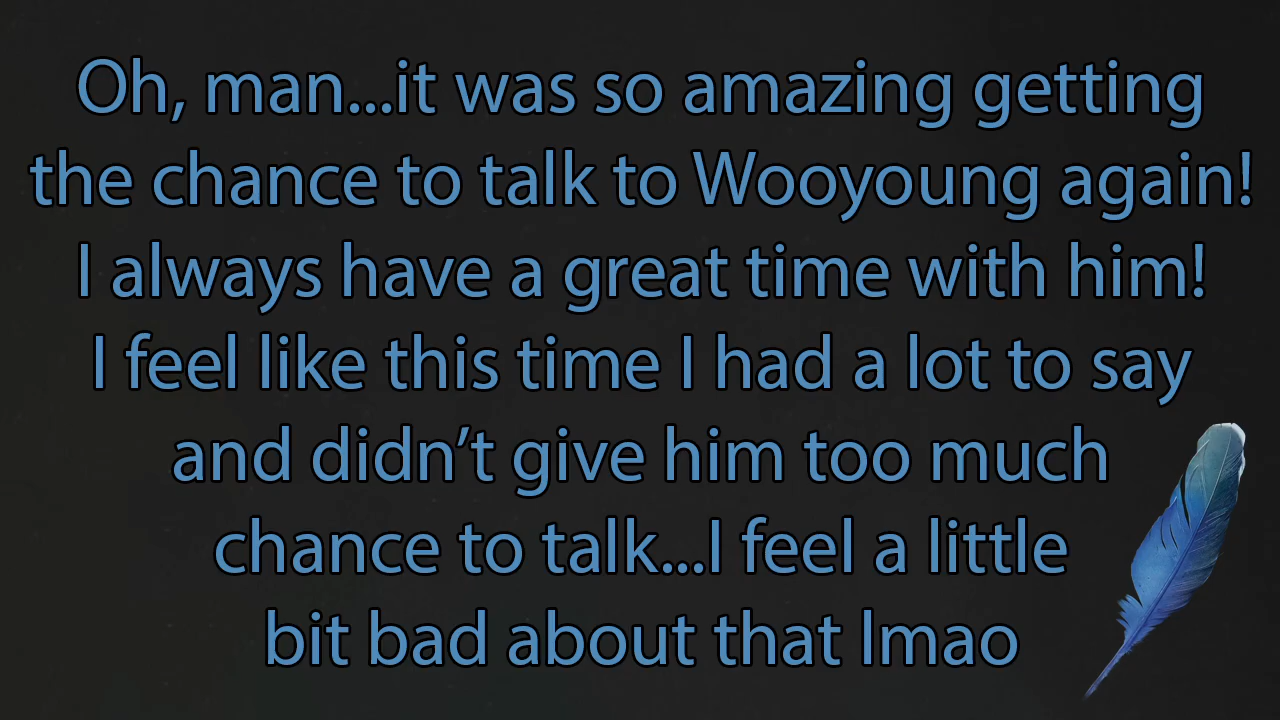 Oh, man...it was so amazing getting
the chance to talk to Wooyoung again!
I always have a great time with him!
I feel like this time I had a lot to say
and didn’t give him too much
chance to talk...I feel a little
bit bad about that lmao